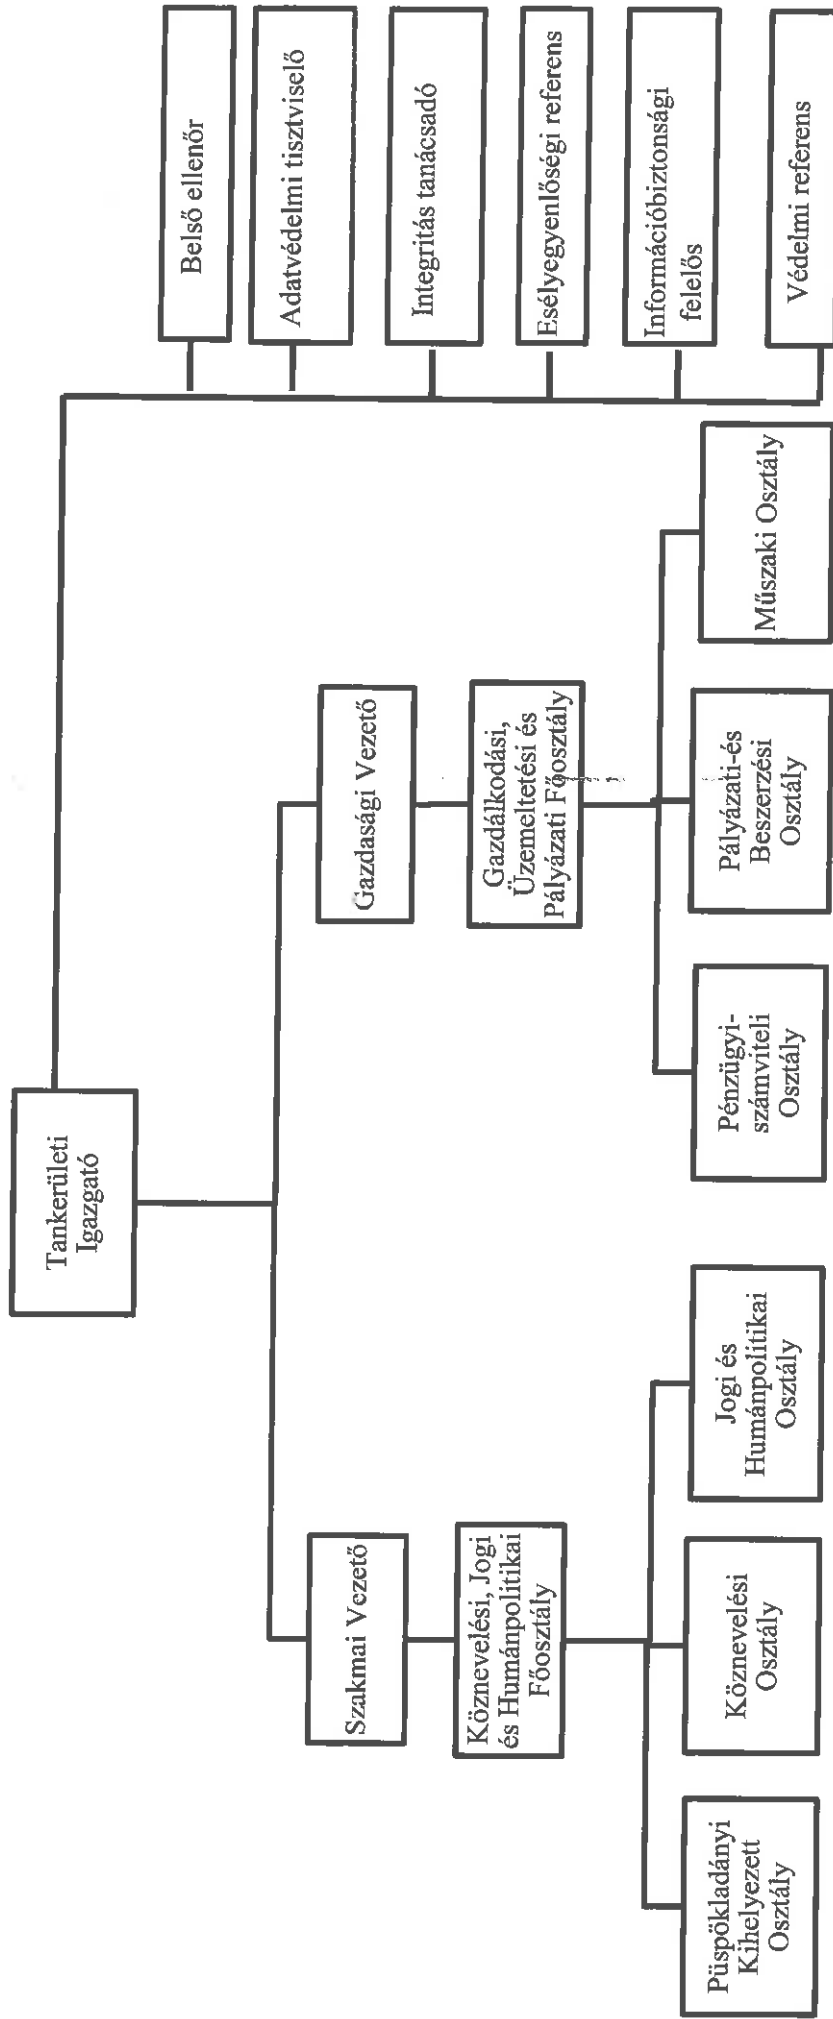 Tankerületi
Igazgató
Belső ellenőr
Adatvédelmi tisztviselő
Integritás tanácsadó
Esélyegyenlőségi referens
Információbiztonsági
felelős
Védelmi referens
Szakmai Vezető
Gazdasági Vezető
Köznevelési, Jogi
és Humánpolitikai
Főosztály
Gazdálkodási,
Üzemeltetési és
Pályázati Főosztály
Püspökladányi
Kihelyezett
Osztály
Köznevelési
Osztály
Jogi és
Humánpolitikai
Osztály
Pénzügyi-
számviteli
Osztály
Pályázati-és
Beszerzési
Osztály
Műszaki Osztály